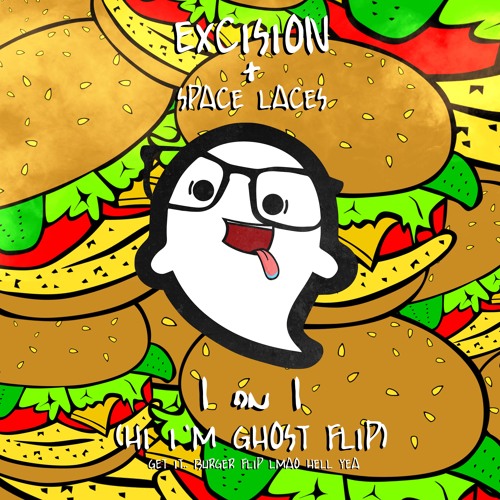 EXCISION
+
SPACE LACES
1 on 1
(HI I'M GHOST FLIP)
GET IT. BURGER FLIP LMAO HELL YEA